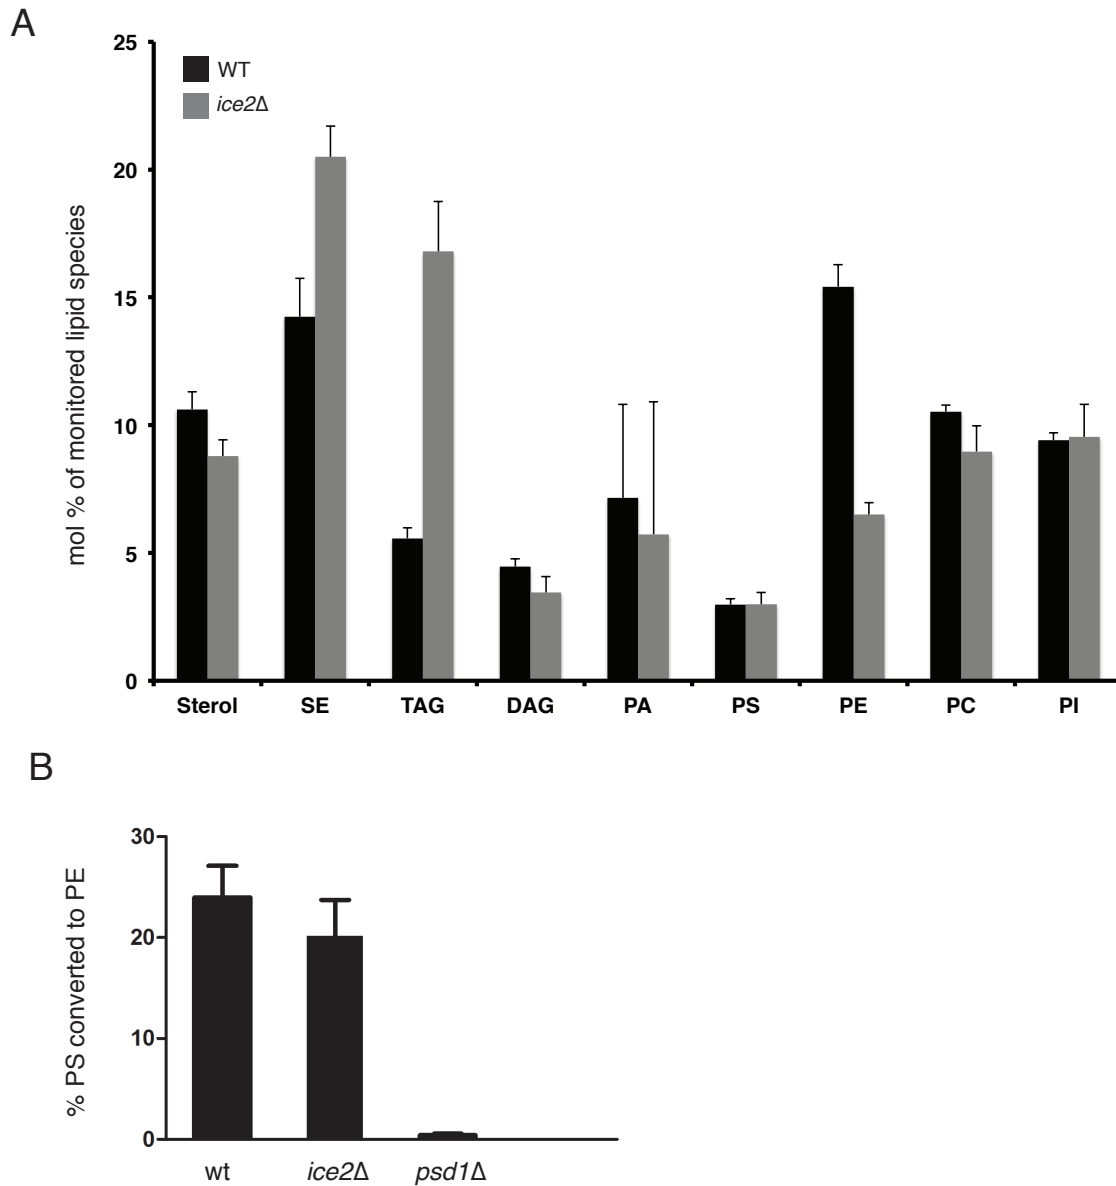 A
25
20
15
10
5
0
mol % of monitored lipid species
WT
ice2Δ
Sterol SE TAG DAG PA PS PE PC PI
B
30
20
10
0
% PS converted to PE
wt ice2Δ psd1Δ